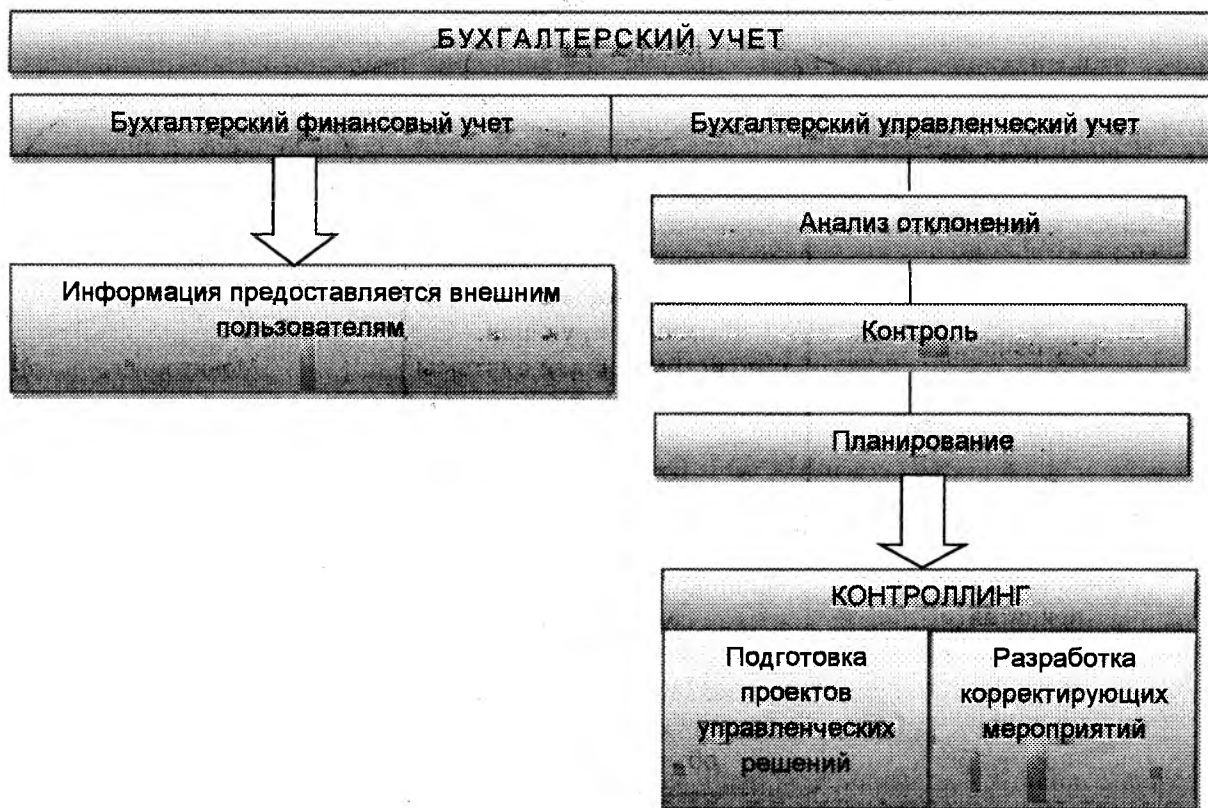 БУХГАЛТЕРСКИЙ УЧЕТ
Бухгалтерский финансовый учет
Бухгалтерский управленческий учет
Информация предоставляется внешним
пользователям
Анализ отклонений
Контроль
Планирование
КОНТРОЛЛИНГ
Подготовка
проектов
управленческих
решений
Разработка
корректирующих
мероприятий